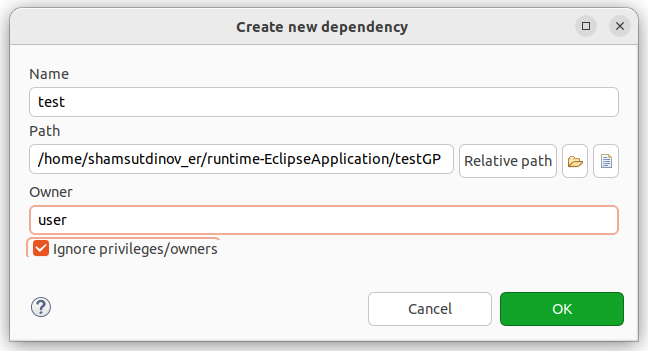 Create new dependency
Name
test
Path
/home/shamsutdinov_er/runtime-EclipseApplication/testGP
Relative path
Owner
user
Ignore privileges/owners
Cancel
OK